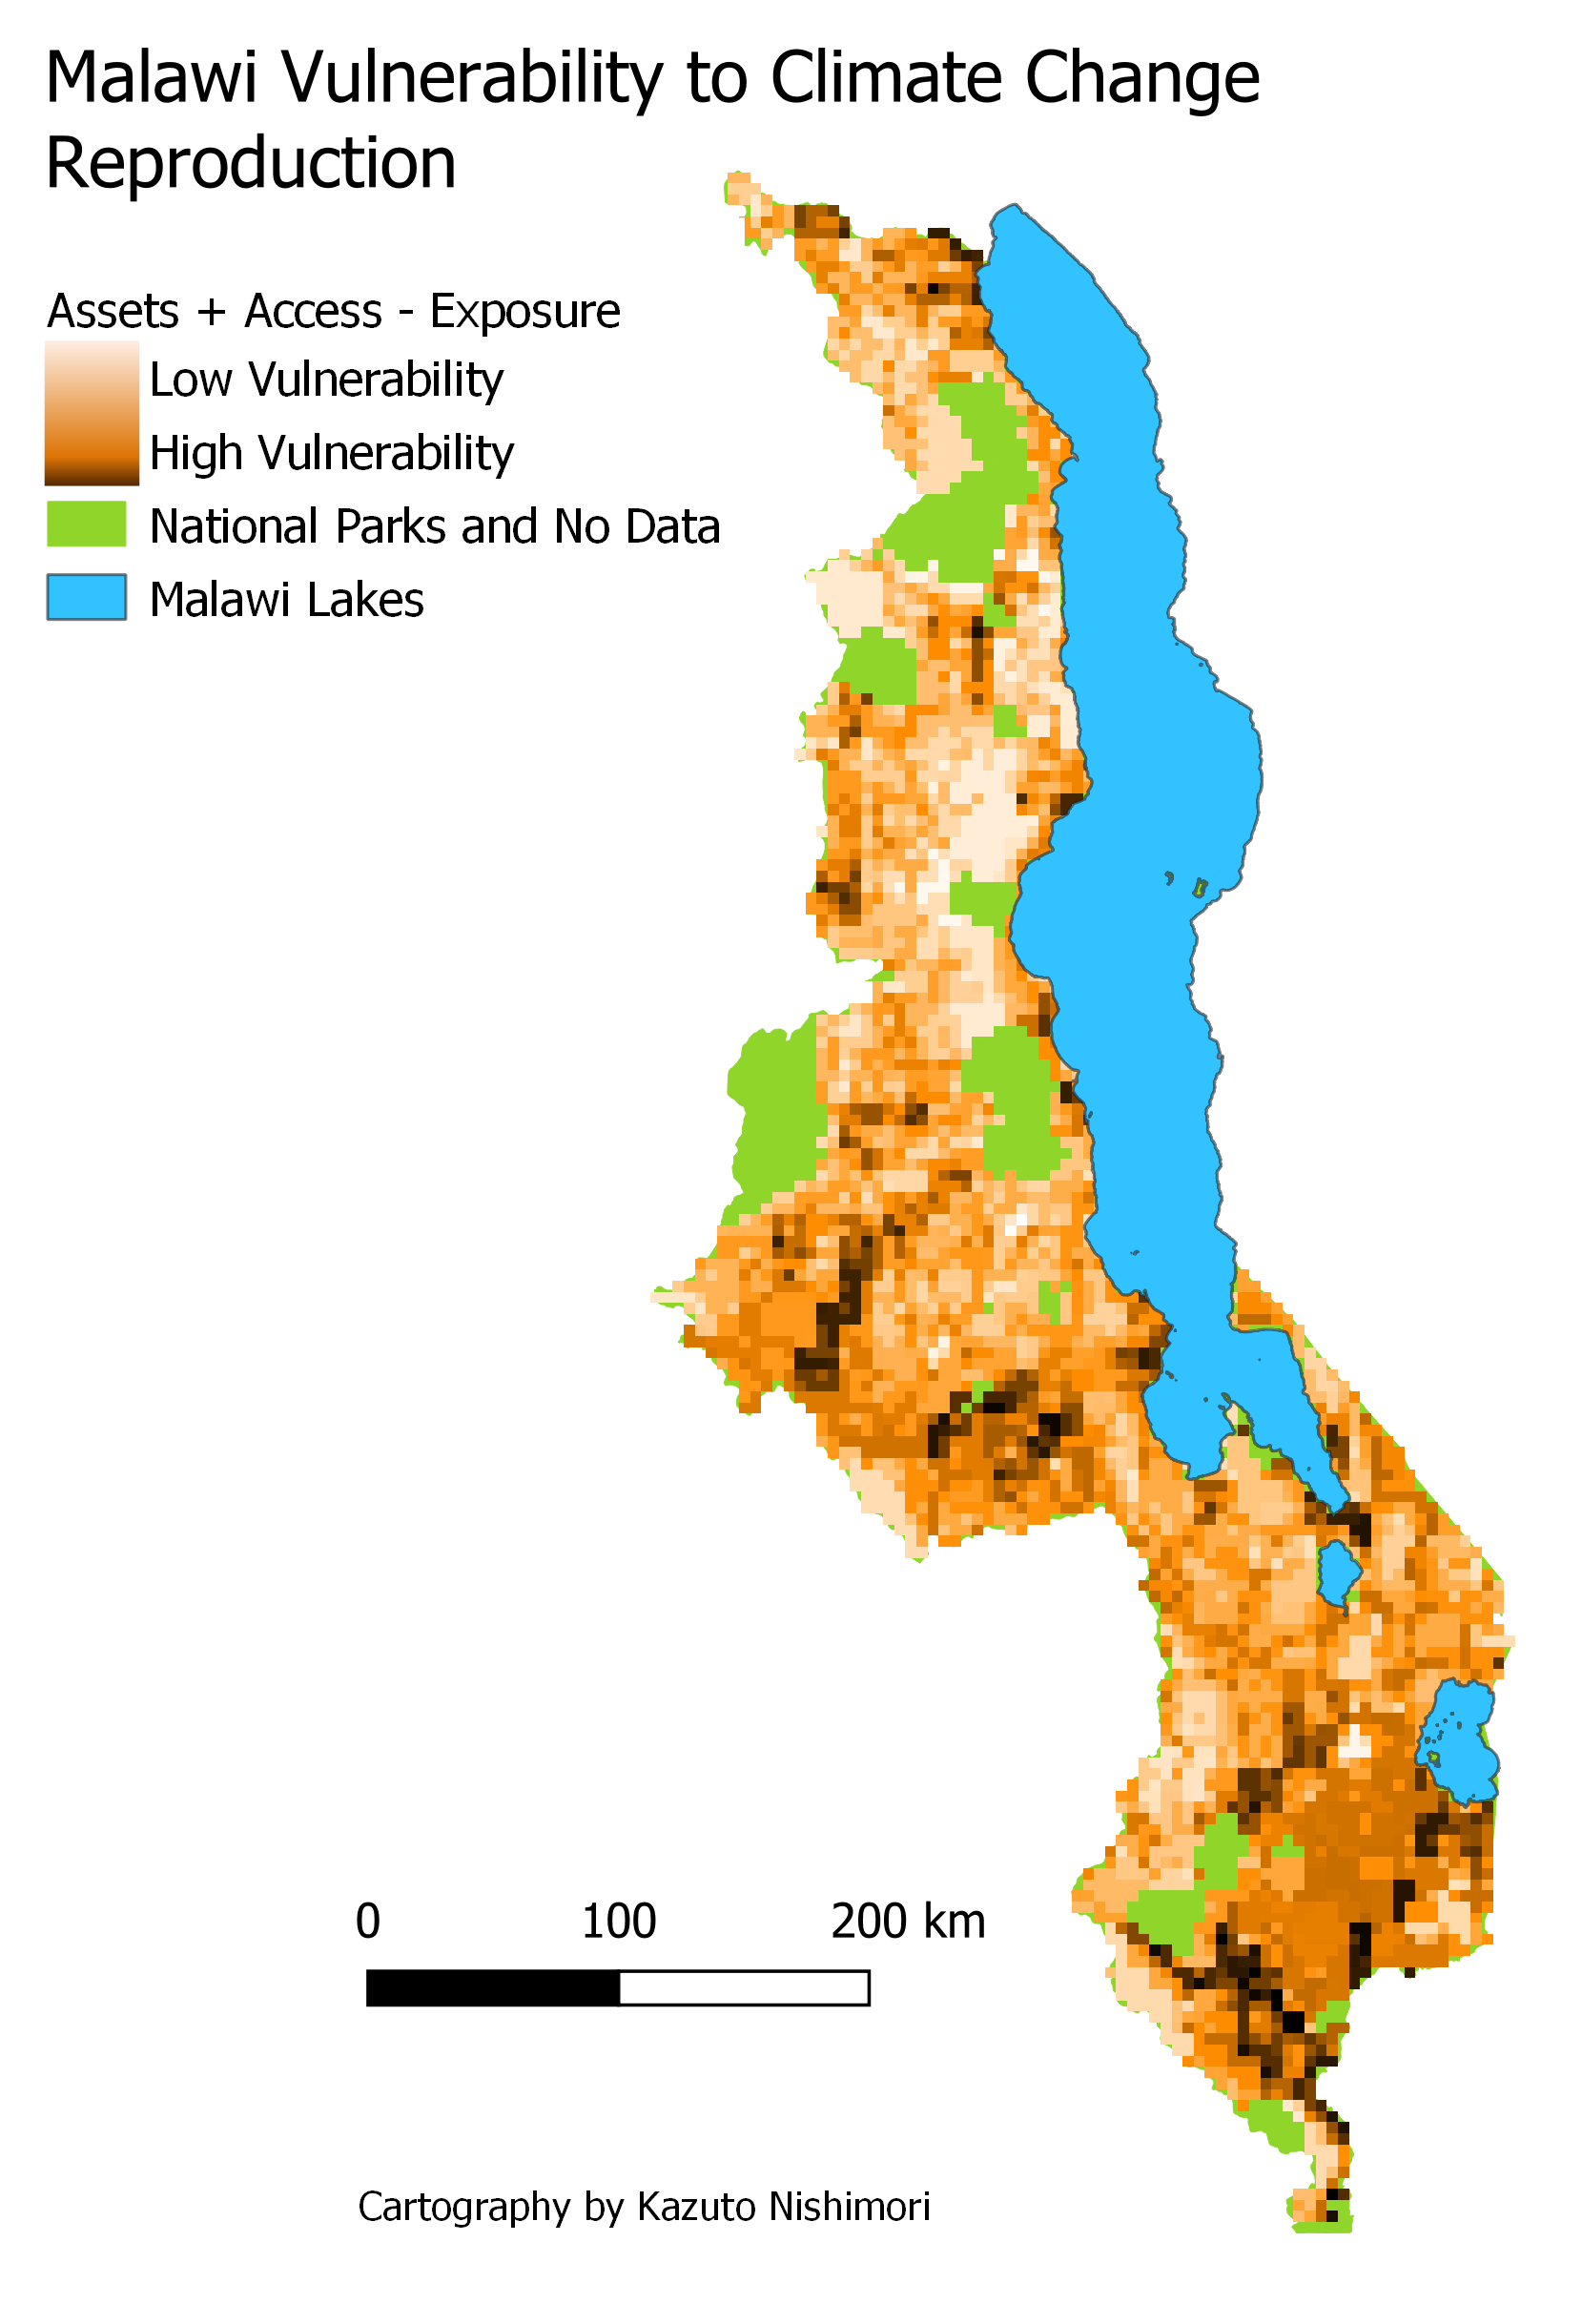 Malawi Vulnerability to Climate Change
Reproduction
Assets + Access - Exposure
Low Vulnerability
High Vulnerability
National Parks and No Data
Malawi Lakes
0 100 200 km
Cartography by Kazuto Nishimori